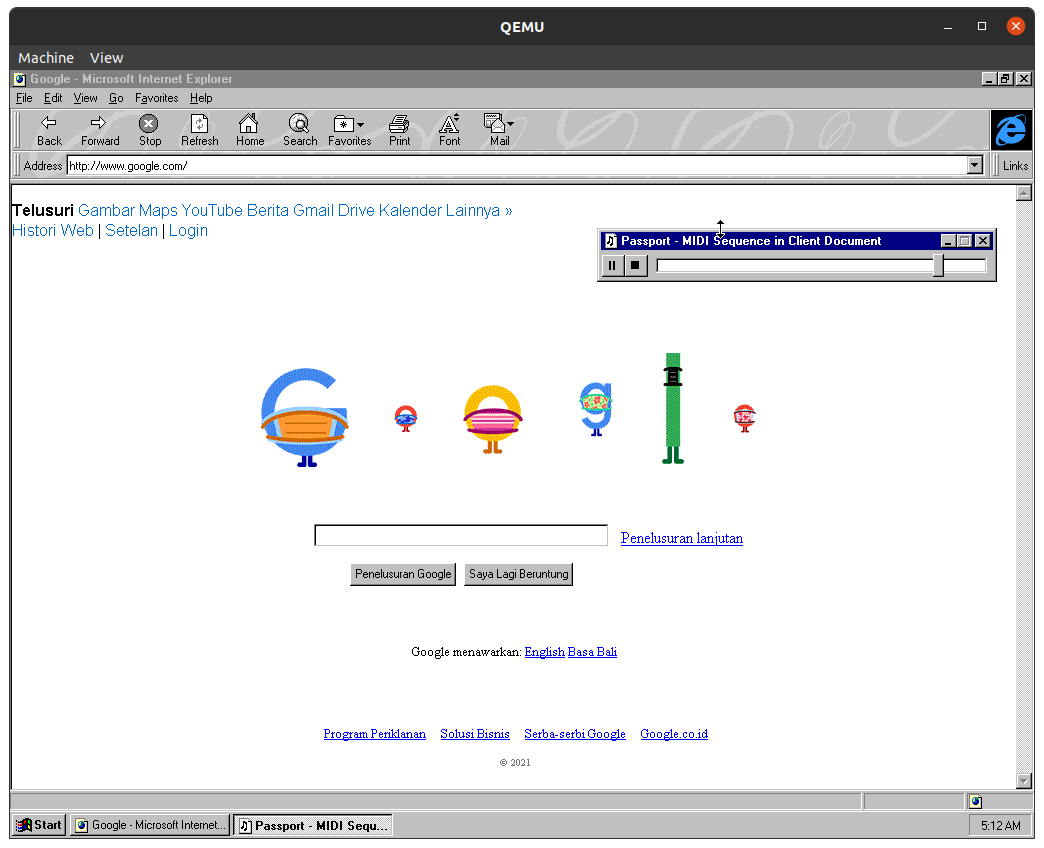 QEMU
Machine View
Google - Microsoft Internet Explorer
File Edit View Go Favorites Help
Back Forward Stop Refresh Home Search Favorites Print Font Mail
Address http://www.google.com/ Links
Telusuri Gambar Maps YouTube Berita Gmail Drive Kalender Lainnya »
Histori Web | Setelan | Login
Passport - MIDI Sequence in Client Document
Google
Penelusuran lanjutan
Penelusuran Google Saya Lagi Beruntung
Google menawarkan: English Basa Bali
Program Periklanan Solusi Bisnis Serba-serbi Google Google.co.id
© 2021
Start Google - Microsoft Internet... Passport - MIDI Sequ... 5:12 AM